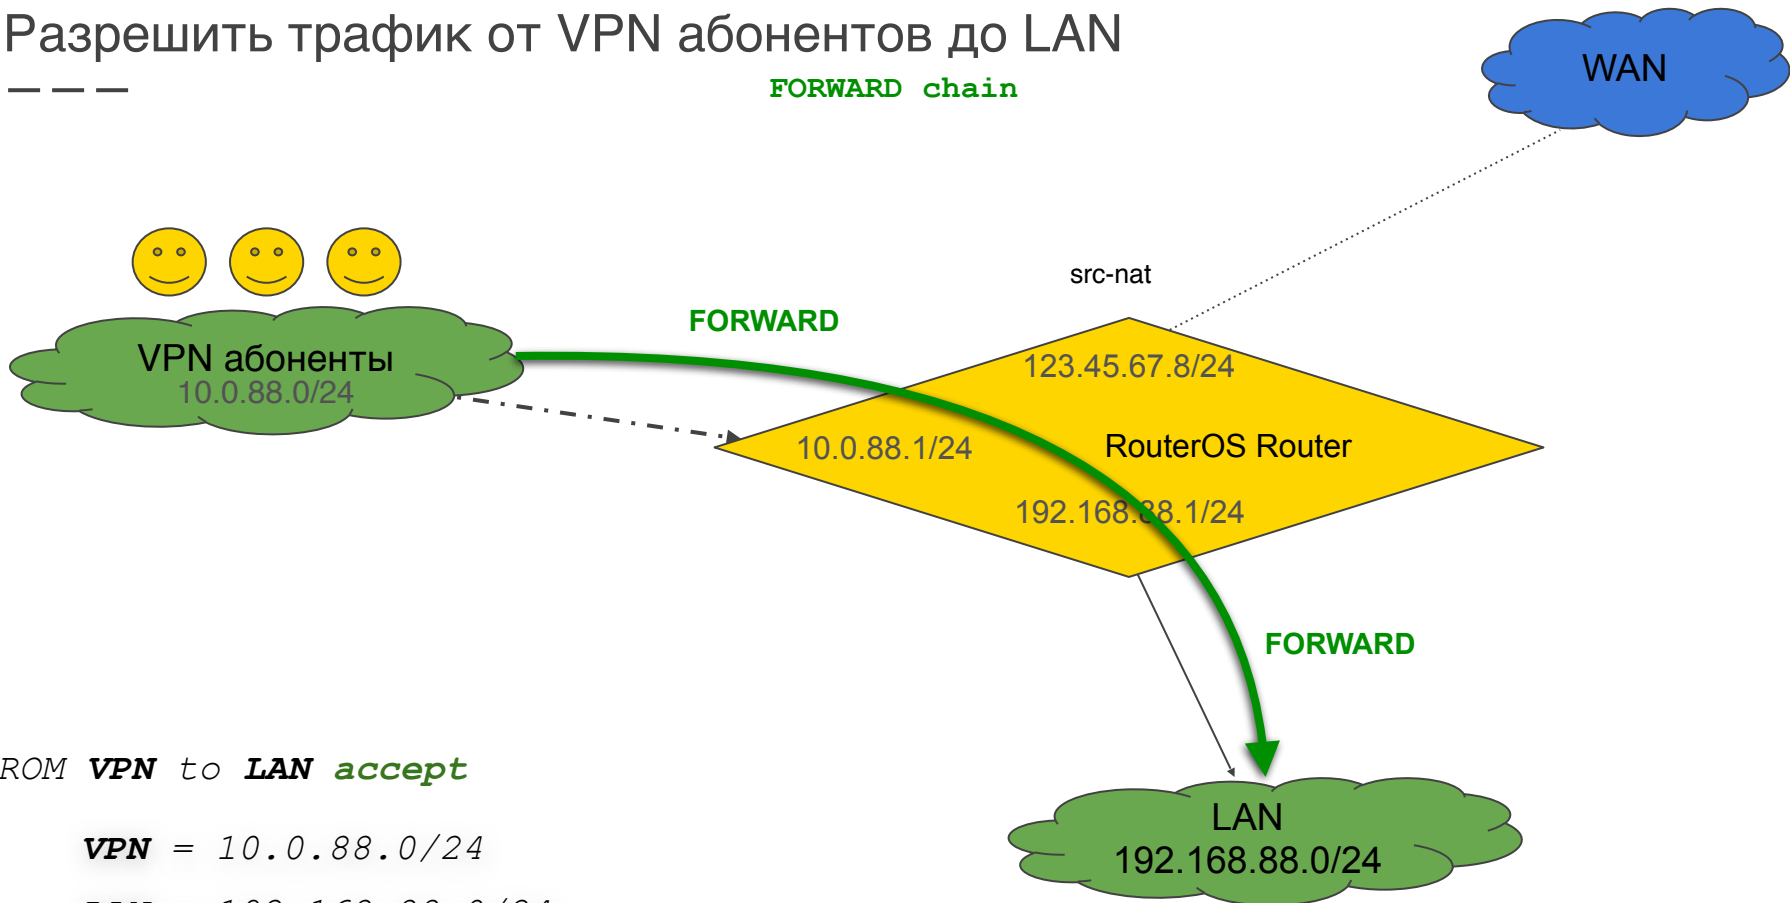 Разрешить трафик от VPN абонентов до LAN
FORWARD chain
WAN
src-nat
FORWARD
VPN абоненты
10.0.88.0/24
123.45.67.8/24
10.0.88.1/24
RouterOS Router
192.168.88.1/24
FORWARD
ROM VPN to LAN accept
VPN = 10.0.88.0/24
LAN
192.168.88.0/24